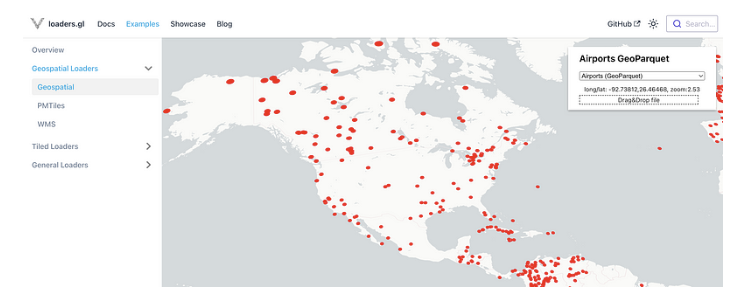 loaders.gl Docs Examples Showcase Blog GitHub Search...
Overview
Geospatial Loaders
Geospatial
PMTiles
WMS
Tiled Loaders
General Loaders
Airports GeoParquet
Airports (GeoParquet)
long/lat: -92.73812,26.46468, zoom:2.53
Drag&Drop file